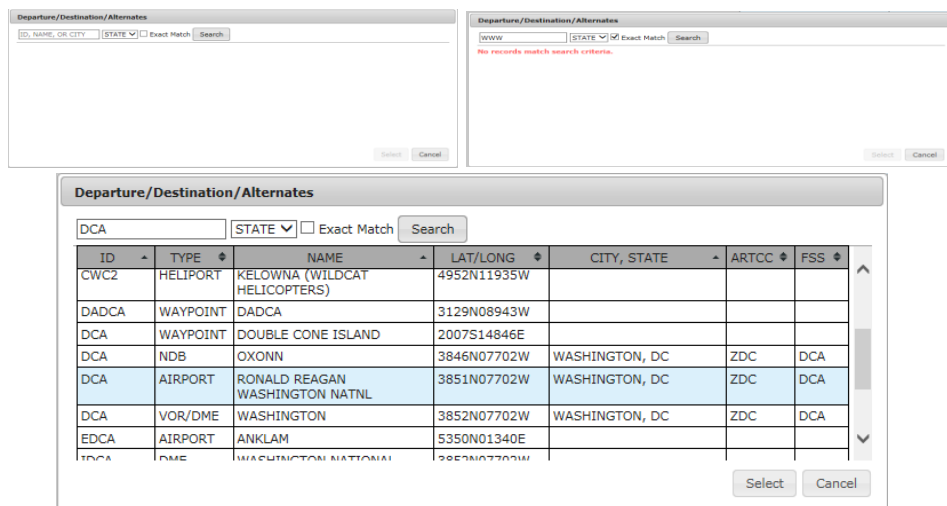 Departure/Destination/Alternates
ID, NAME, OR CITY STATE Exact Match Search
Select Cancel
Departure/Destination/Alternates
WWW STATE Exact Match Search
No records match search criteria.
Select Cancel
Departure/Destination/Alternates
DCA STATE Exact Match Search
ID TYPE NAME LAT/LONG CITY, STATE ARTCC FSS
CWC2 HELIPORT KELOWNA (WILDCAT 4952N11935W
HELICOPTERS)
DADCA WAYPOINT DADCA 3129N08943W
DCA WAYPOINT DOUBLE CONE ISLAND 2007S14846E
DCA NDB OXONN 3846N07702W WASHINGTON, DC ZDC DCA
DCA AIRPORT RONALD REAGAN 3851N07702W WASHINGTON, DC ZDC DCA
WASHINGTON NATNL
DCA VOR/DME WASHINGTON 3852N07702W WASHINGTON, DC ZDC DCA
EDCA AIRPORT ANKLAM 5350N01340E
IDCA DME WASHINGTON NATIONAL 3852N07702W
Select Cancel